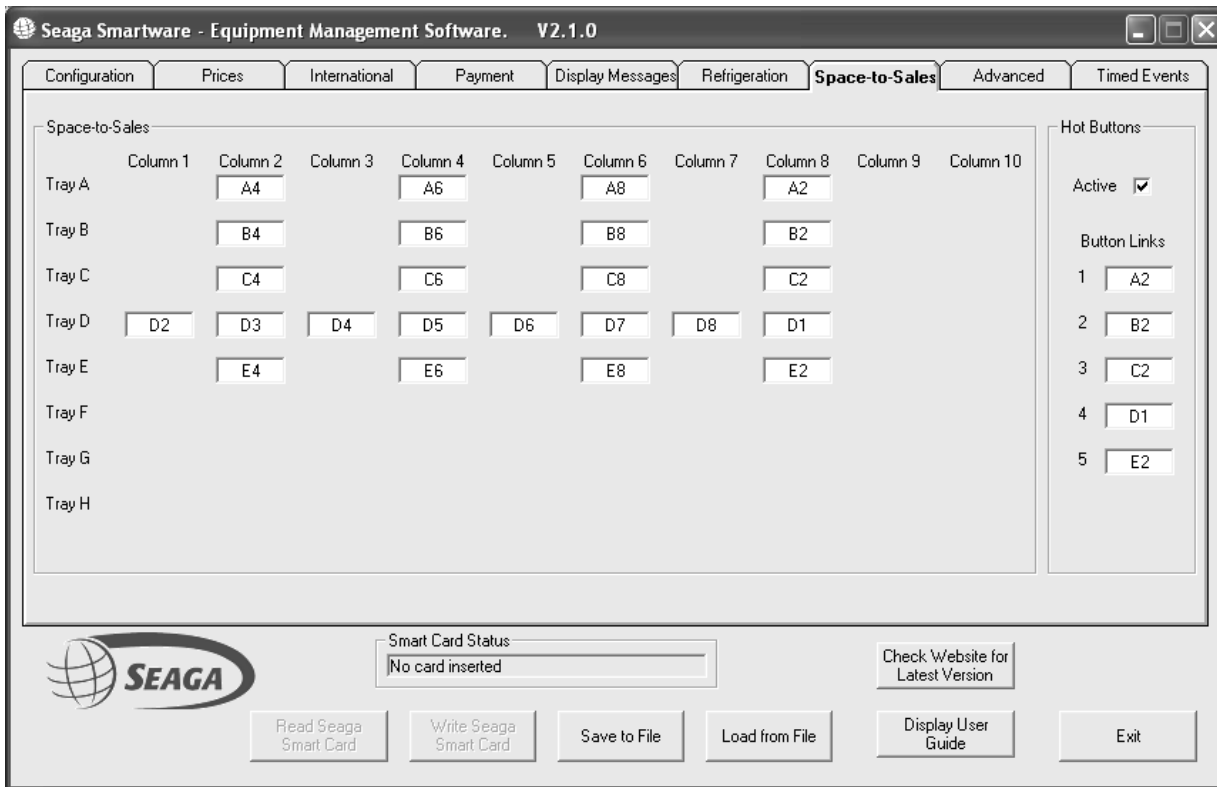 Seaga Smartware - Equipment Management Software. V2.1.0
Configuration Prices International Payment Display Messages Refrigeration Space-to-Sales Advanced Timed Events
Space-to-Sales
Hot Buttons
Column 1 Column 2 Column 3 Column 4 Column 5 Column 6 Column 7 Column 8 Column 9 Column 10
Tray A A4 A6 A8 A2
Active
Tray B B4 B6 B8 B2
Button Links
Tray C C4 C6 C8 C2
1 A2
Tray D D2 D3 D4 D5 D6 D7 D8 D1
2 B2
Tray E E4 E6 E8 E2
3 C2
Tray F
4 D1
Tray G
5 E2
Tray H
SEAGA
Smart Card Status
No card inserted
Check Website for
Latest Version
Read Seaga
Smart Card
Write Seaga
Smart Card
Save to File
Load from File
Display User
Guide
Exit